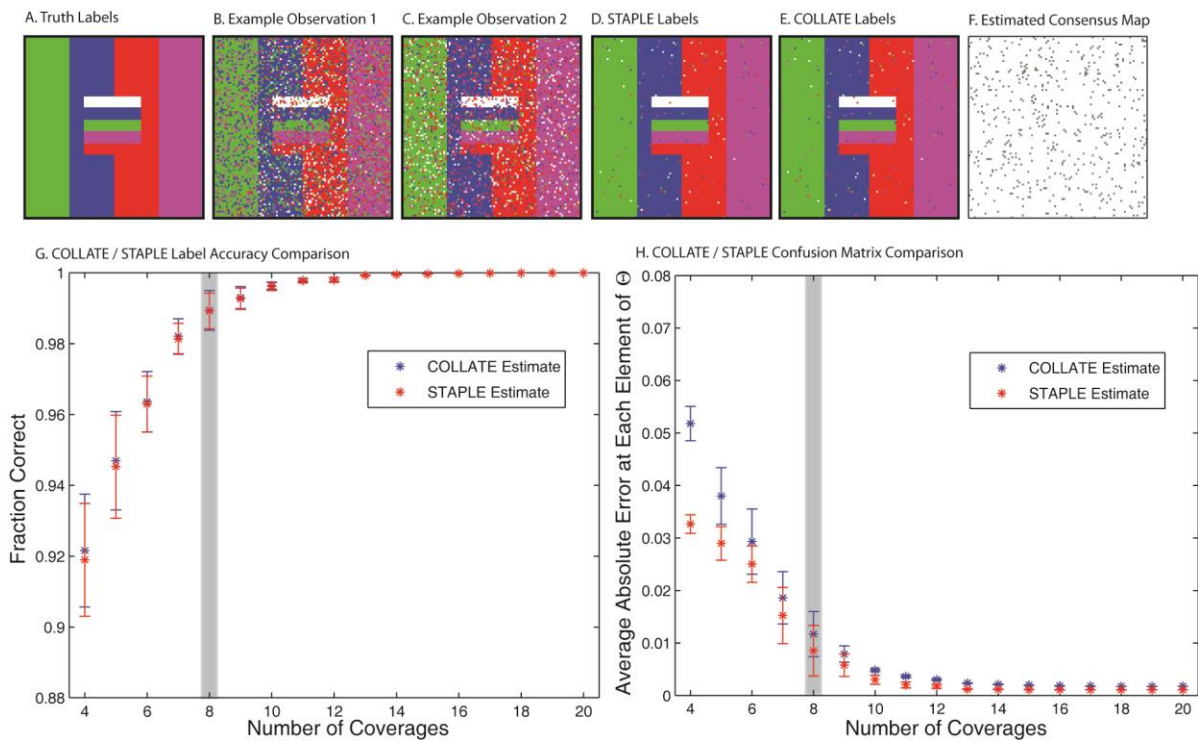 A. Truth Labels
B. Example Observation 1
C. Example Observation 2
D. STAPLE Labels
E. COLLATE Labels
F. Estimated Consensus Map
G. COLLATE / STAPLE Label Accuracy Comparison
1
0.98
0.96
0.94
0.92
0.9
0.88
Fraction Correct
COLLATE Estimate
STAPLE Estimate
4 6 8 10 12 14 16 18 20
Number of Coverages
H. COLLATE / STAPLE Confusion Matrix Comparison
0.08
0.07
0.06
0.05
0.04
0.03
0.02
0.01
0
Average Absolute Error at Each Element of Θ
COLLATE Estimate
STAPLE Estimate
4 6 8 10 12 14 16 18 20
Number of Coverages